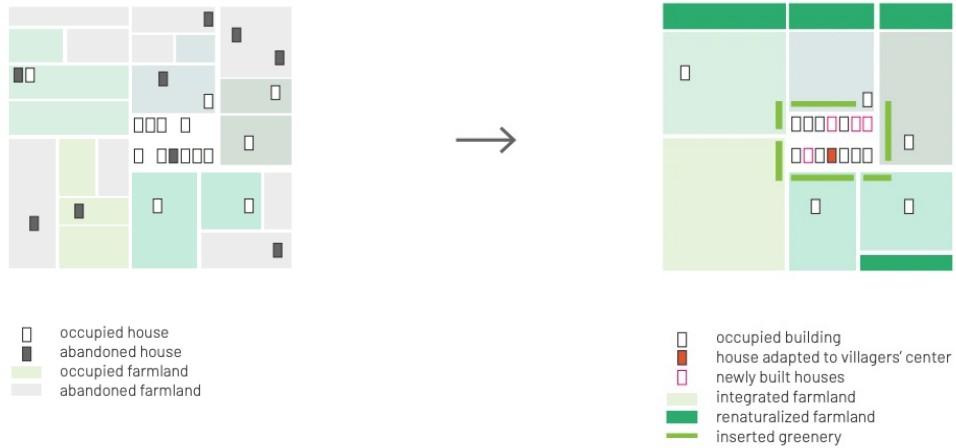 occupied house
abandoned house
occupied farmland
abandoned farmland
occupied building
house adapted to villagers' center
newly built houses
integrated farmland
renaturalized farmland
inserted greenery